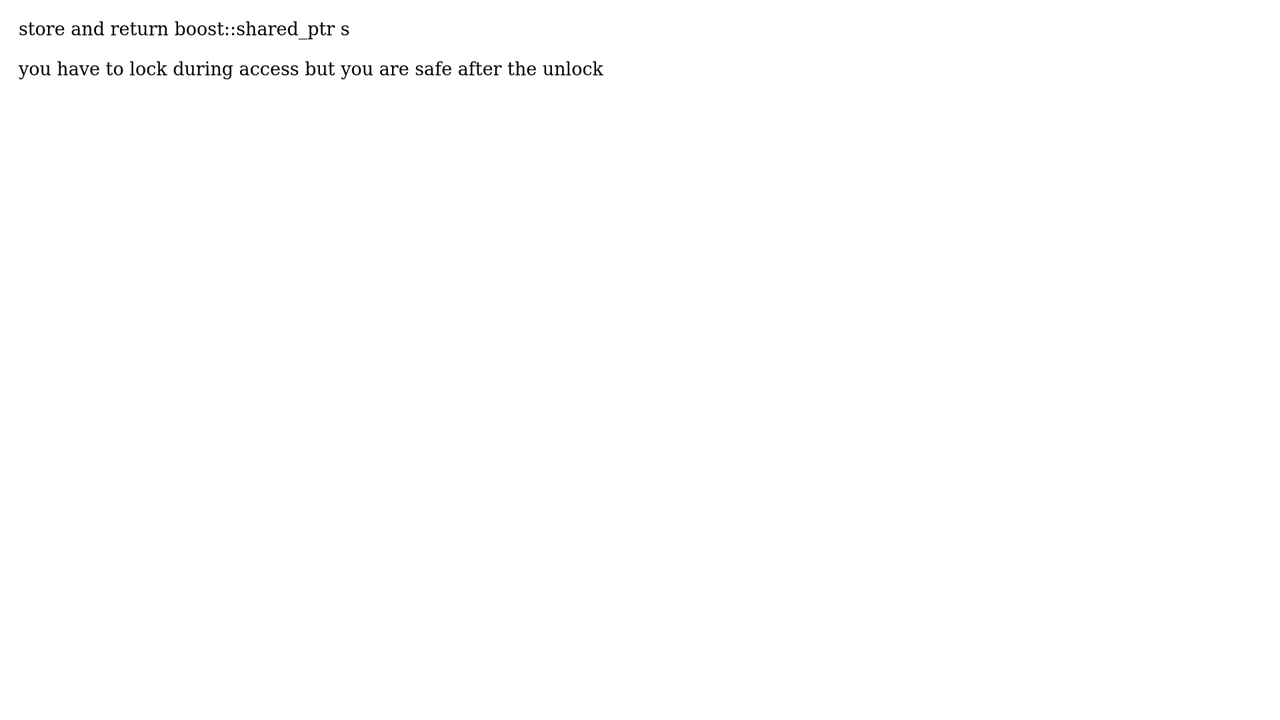 store and return boost::shared_ptr s
you have to lock during access but you are safe after the unlock